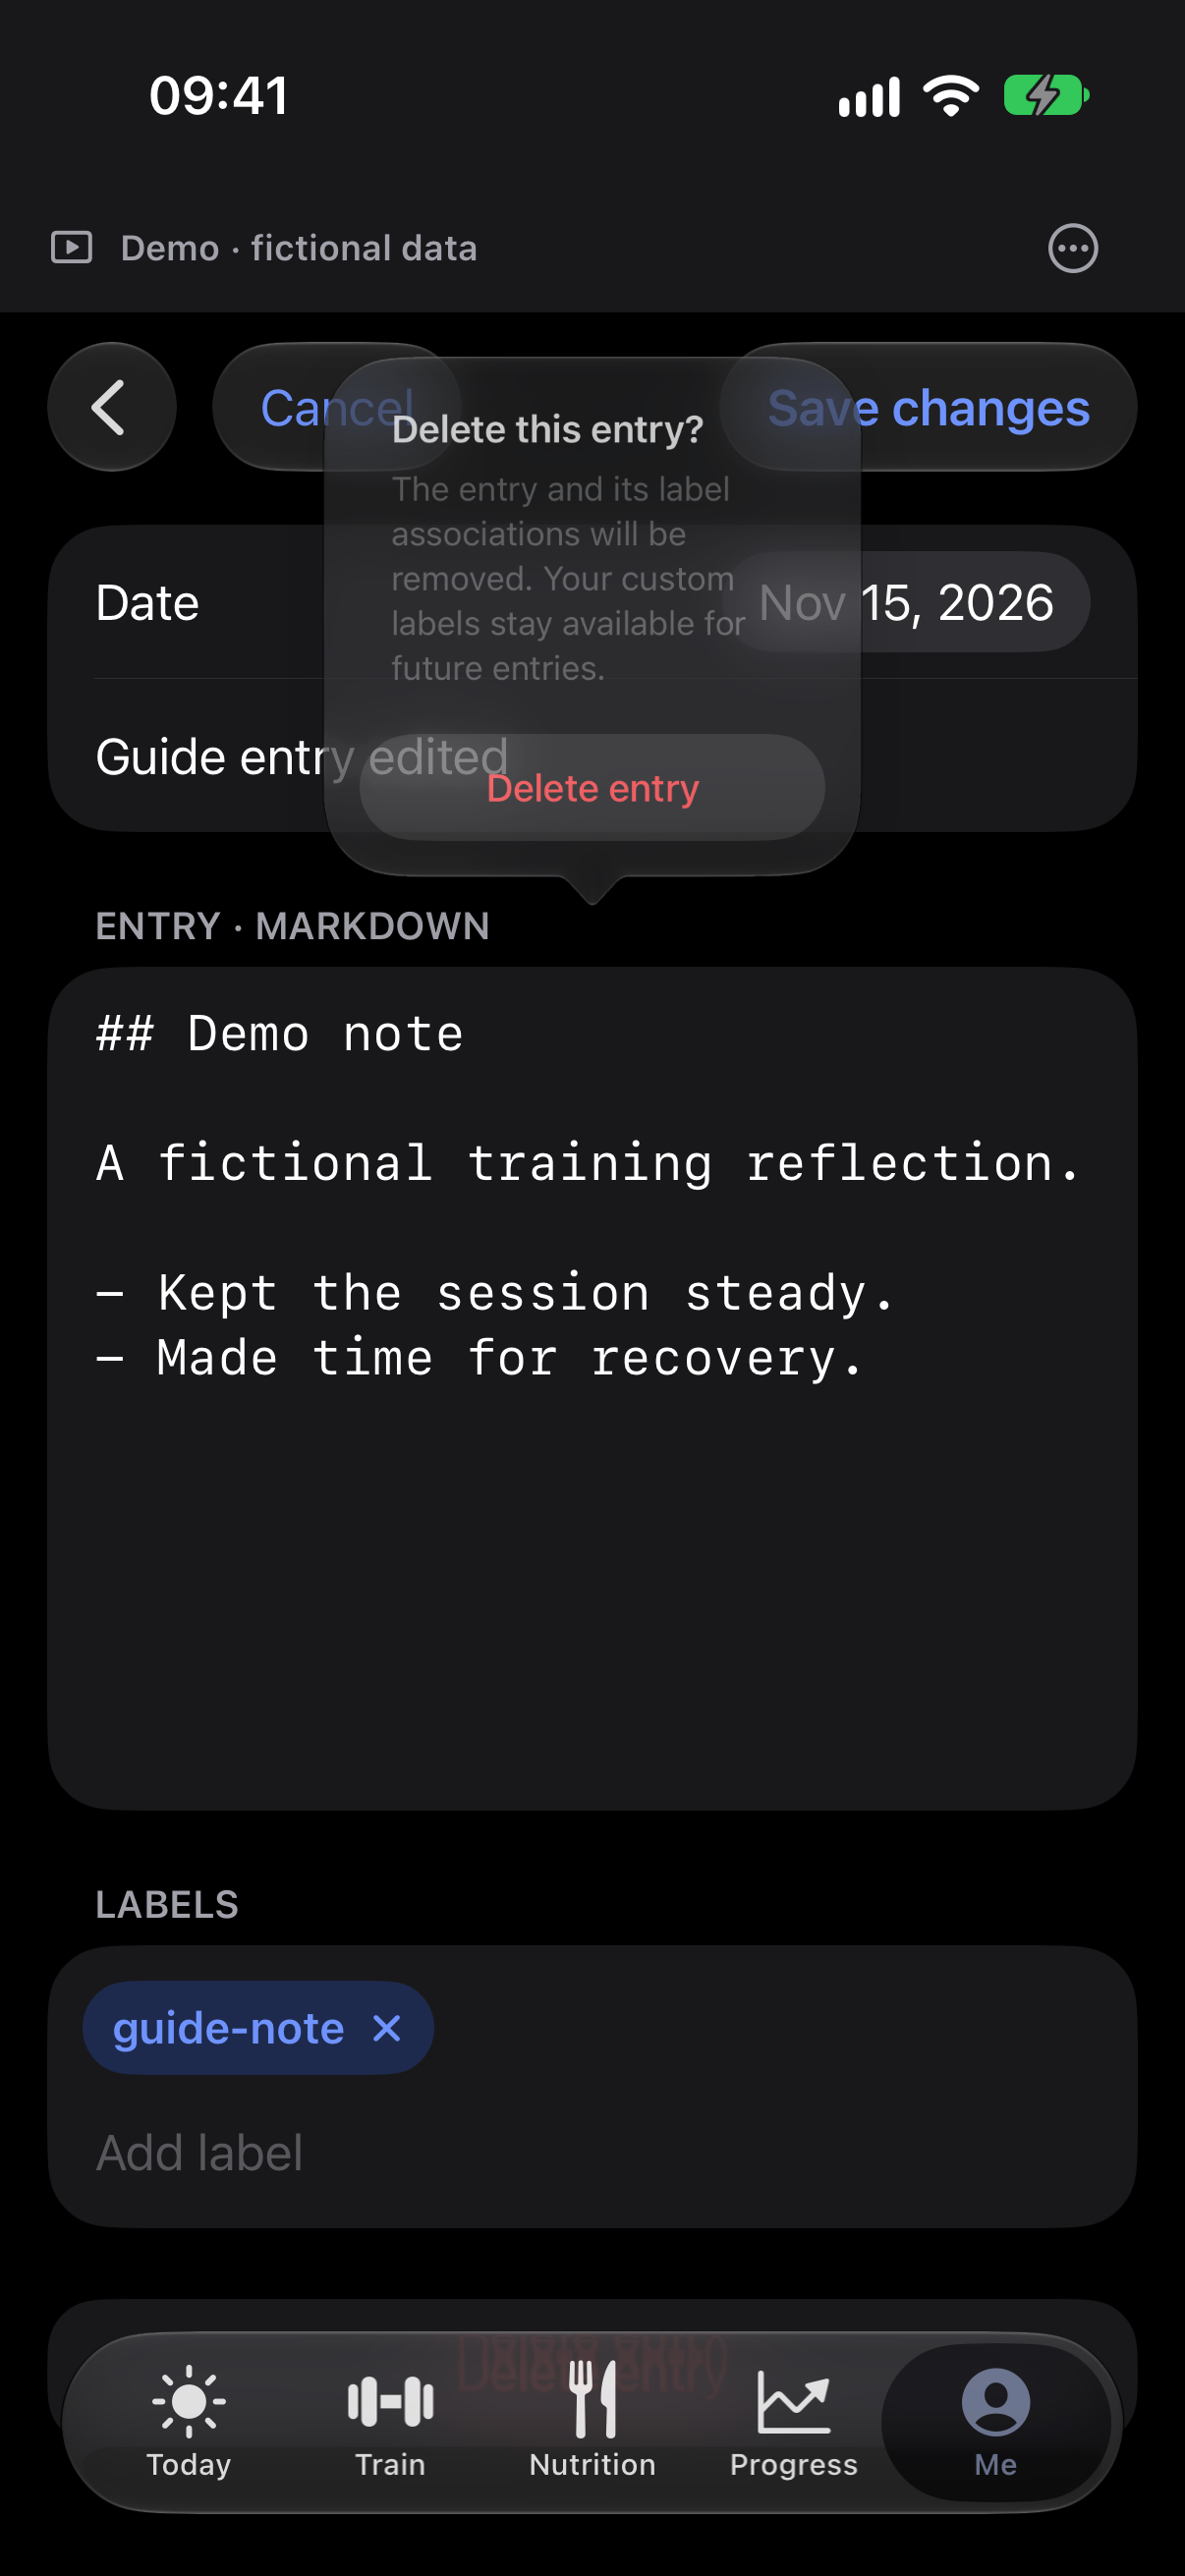 09:41
Demo · fictional data
Cancel
Save changes
Delete this entry?
The entry and its label
associations will be
removed. Your custom
labels stay available for
future entries.
Date
Nov 15, 2026
Guide entry edited
Delete entry
ENTRY · MARKDOWN
## Demo note
A fictional training reflection.
– Kept the session steady.
– Made time for recovery.
LABELS
guide-note ×
Add label
Delete entry
Today
Train
Nutrition
Progress
Me